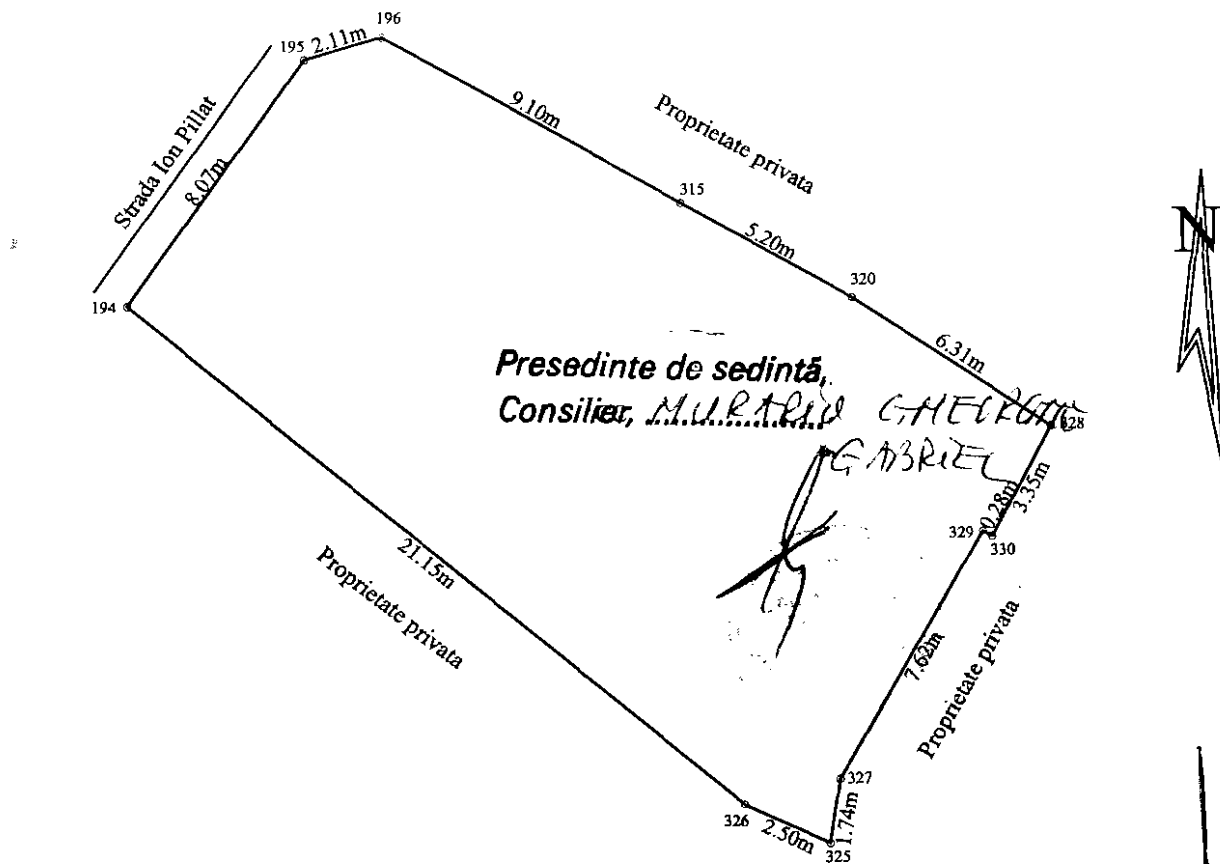 196
195
2.11m
9.10m
Proprietate privata
Strada Ion Pillat
8.07m
315
5.20m
N
320
194
6.31m
Presedinte de sedintă,
Consilier, MURARIU GHEORGHE
GABRIEL
328
3.35m
0.28m
329
330
21.15m
Proprietate privata
7.62m
Proprietate privata
327
1.74m
326
2.50m
325